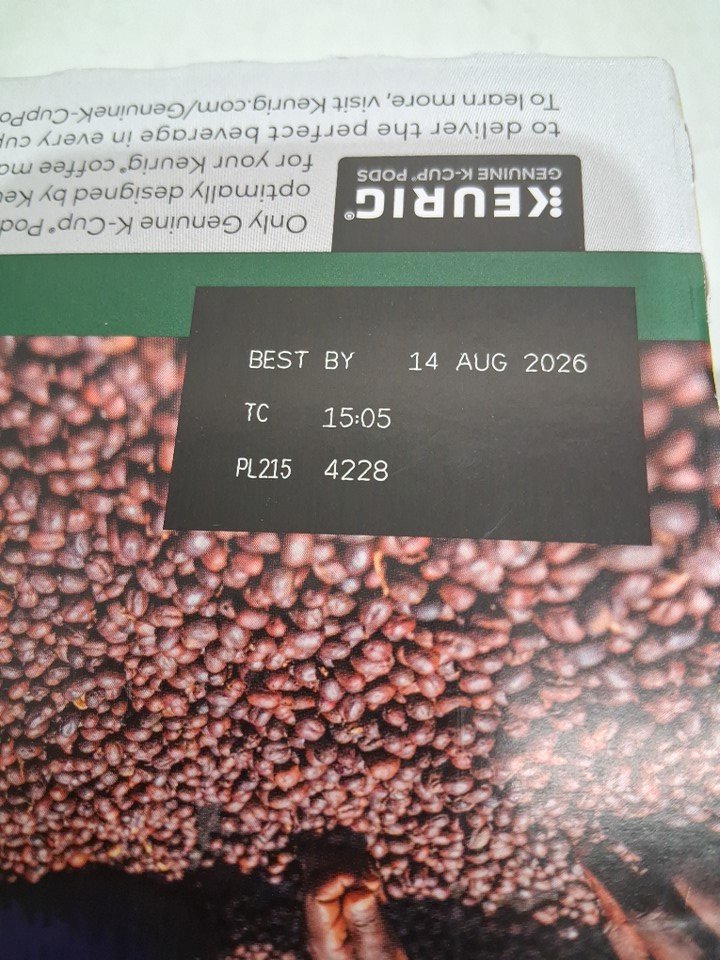 BEST BY 14 AUG 2026
TC 15:05
PL215 4228
KEURIG®
GENUINE K-CUP® PODS
Only Genuine K-Cup® Pod
optimally designed by Ke
for your Keurig® coffee ma
to deliver the perfect beverage in every cup
To learn more, visit Keurig.com/GenuineK-CupPod